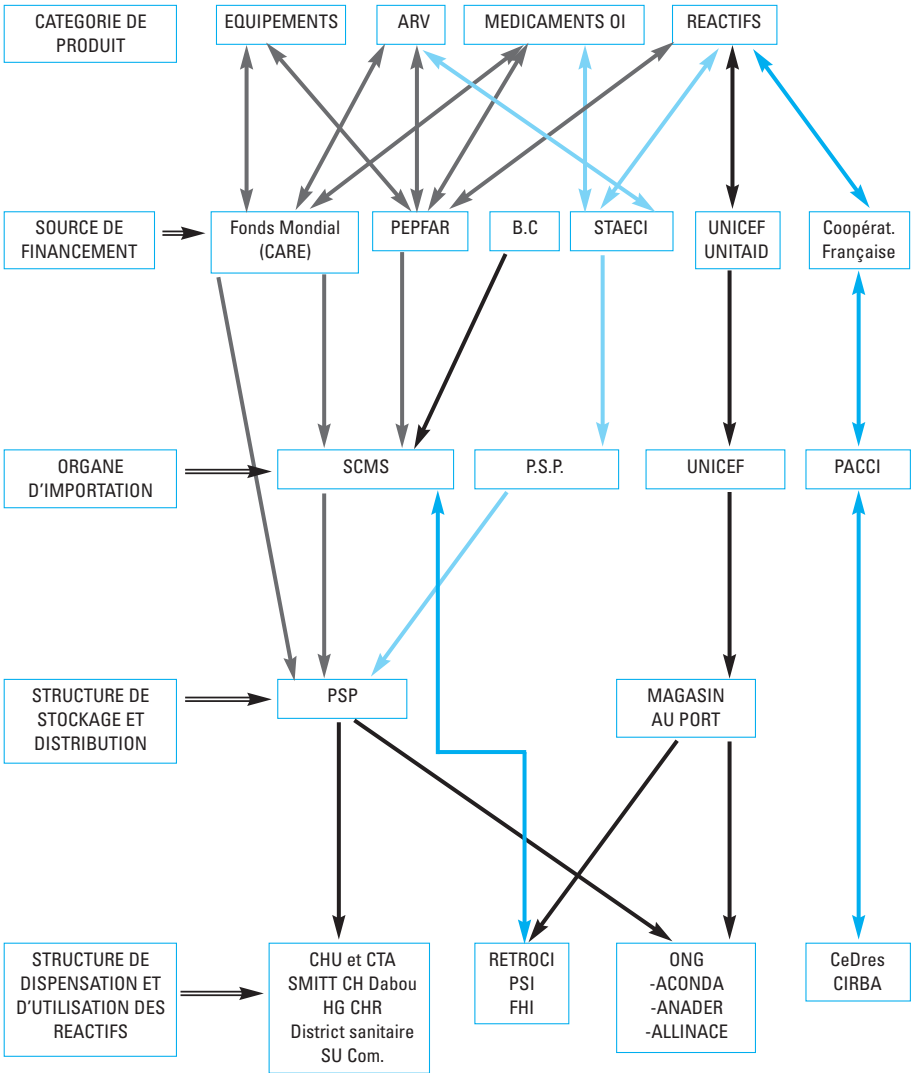 CATEGORIE DE
PRODUIT
EQUIPEMENTS
ARV
MEDICAMENTS OI
REACTIFS
SOURCE DE
FINANCEMENT
Fonds Mondial
(CARE)
PEPFAR
B.C
STAECI
UNICEF
UNITAID
Coopérat.
Française
ORGANE
D'IMPORTATION
SCMS
P.S.P.
UNICEF
PACCI
STRUCTURE DE
STOCKAGE ET
DISTRIBUTION
PSP
MAGASIN
AU PORT
STRUCTURE DE
DISPENSATION ET
D'UTILISATION DES
REACTIFS
CHU et CTA
SMITT CH Dabou
HG CHR
District sanitaire
SU Com.
RETROCI
PSI
FHI
ONG
-ACONDA
-ANADER
-ALLINACE
CeDres
CIRBA